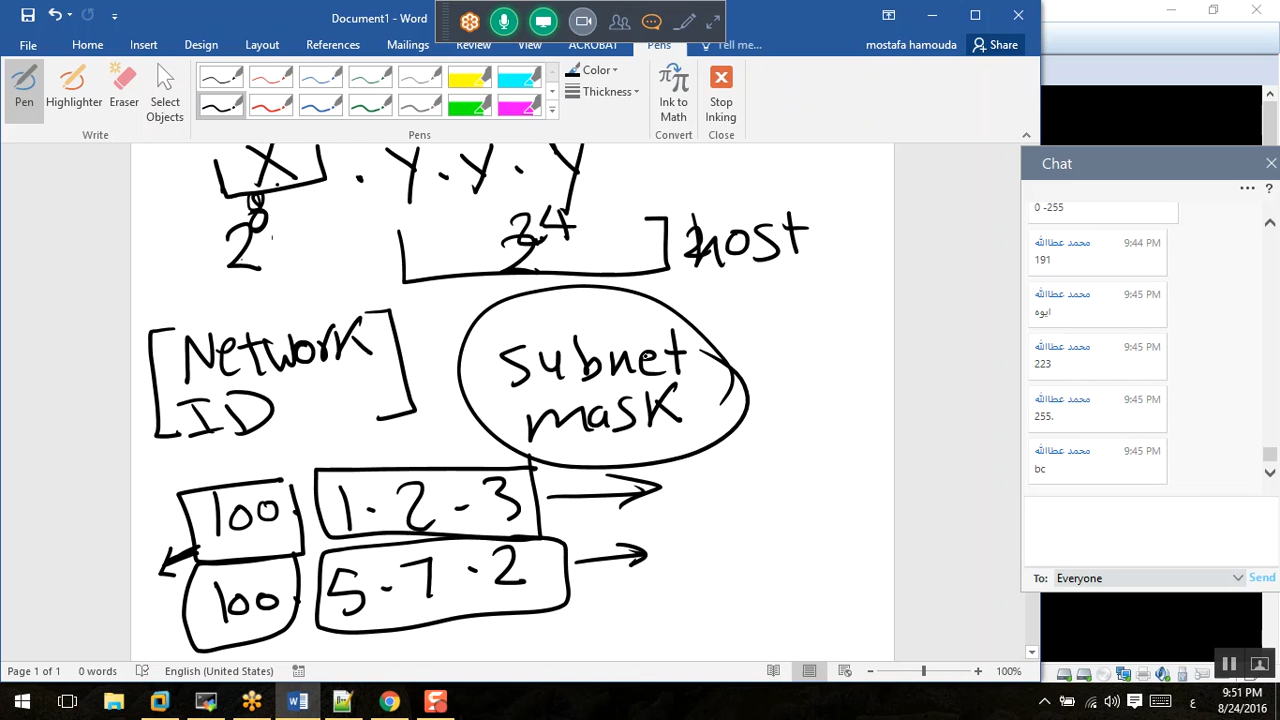 Document1 - Word
File Home Insert Design Layout References Mailings Review View ACROBAT Pens Tell me...
mostafa hamouda Share
Pen Highlighter Eraser Select Objects
Color
Thickness
Ink to Math
Stop Inking
Write Pens Convert Close
X . Y . Y . Y
host
[Network
ID]
subnet
mask
100 1 . 2 . 3
100 5 . 7 . 2
Chat
0 -255
محمد عطاالله 9:44 PM
191
محمد عطاالله 9:45 PM
ايوه
محمد عطاالله 9:45 PM
223
محمد عطاالله 9:45 PM
255.
محمد عطاالله 9:45 PM
bc
To: Everyone Send
Page 1 of 1 0 words English (United States) 100%
ع 9:51 PM
8/24/2016